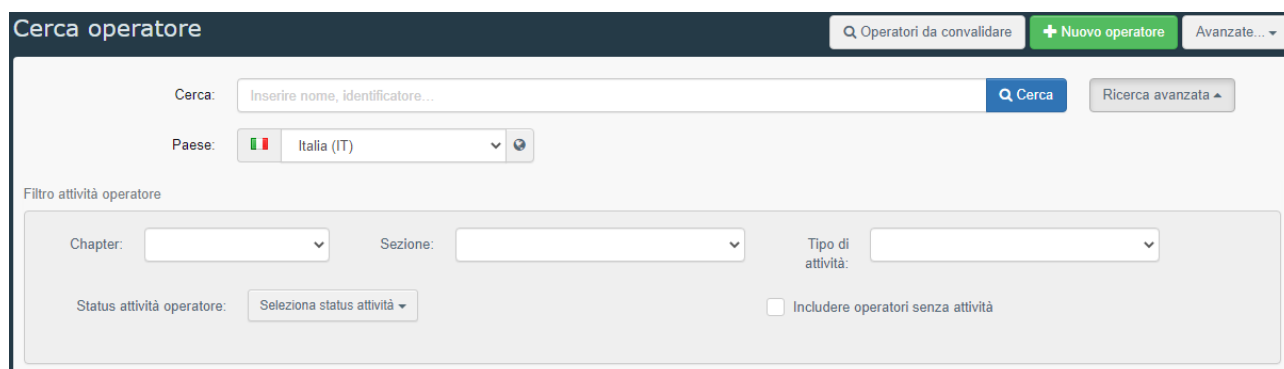 Cerca operatore
Operatori da convalidare
Nuovo operatore
Avanzate...
Cerca:
Inserire nome, identificatore...
Cerca
Ricerca avanzata
Paese:
Italia (IT)
Filtro attività operatore
Chapter:
Sezione:
Tipo di
attività:
Status attività operatore:
Seleziona status attività
Includere operatori senza attività